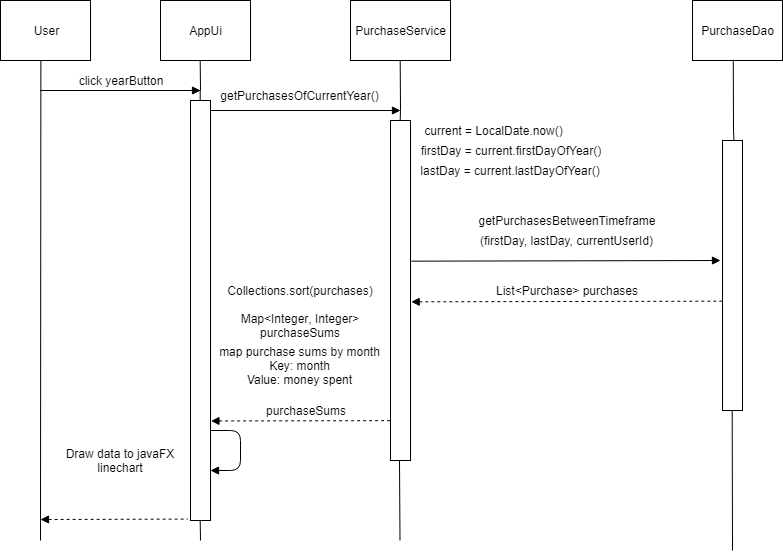 User
AppUi
PurchaseService
PurchaseDao
click yearButton
getPurchasesOfCurrentYear()
current = LocalDate.now()
firstDay = current.firstDayOfYear()
lastDay = current.lastDayOfYear()
getPurchasesBetweenTimeframe
(firstDay, lastDay, currentUserId)
List<Purchase> purchases
Collections.sort(purchases)
Map<Integer, Integer>
purchaseSums
map purchase sums by month
Key: month
Value: money spent
purchaseSums
Draw data to javaFX
linechart